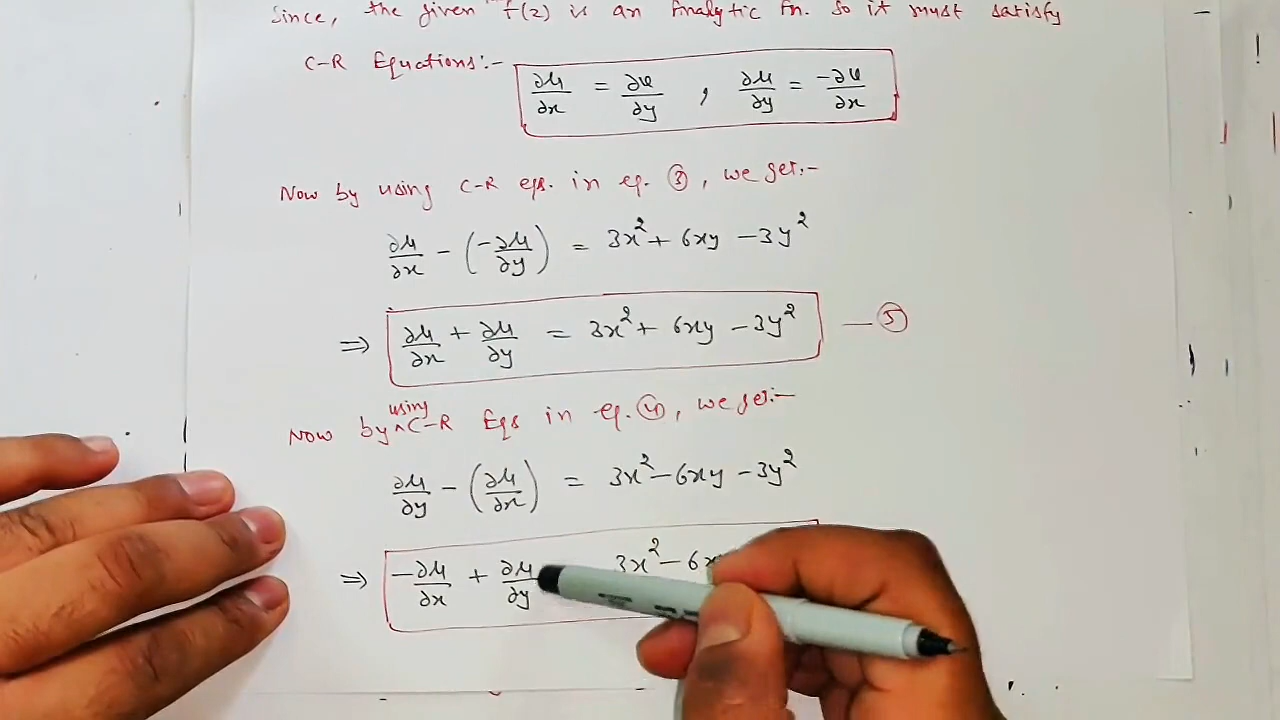 Since, the given f(z) is an Analytic fn. so it must satisfy
C-R Equations:-
∂u/∂x = ∂v/∂y , ∂u/∂y = -∂v/∂x
Now by using C-R eqs. in eq. ③, we get:-
∂u/∂x - (-∂u/∂y) = 3x² + 6xy - 3y²
⇒ ∂u/∂x + ∂u/∂y = 3x² + 6xy - 3y² — ⑤
Now by ^using C-R Eqs in eq. ④, we get:-
∂u/∂y - (∂u/∂x) = 3x² - 6xy - 3y²
⇒ -∂u/∂x + ∂u/∂y 3x² - 6x